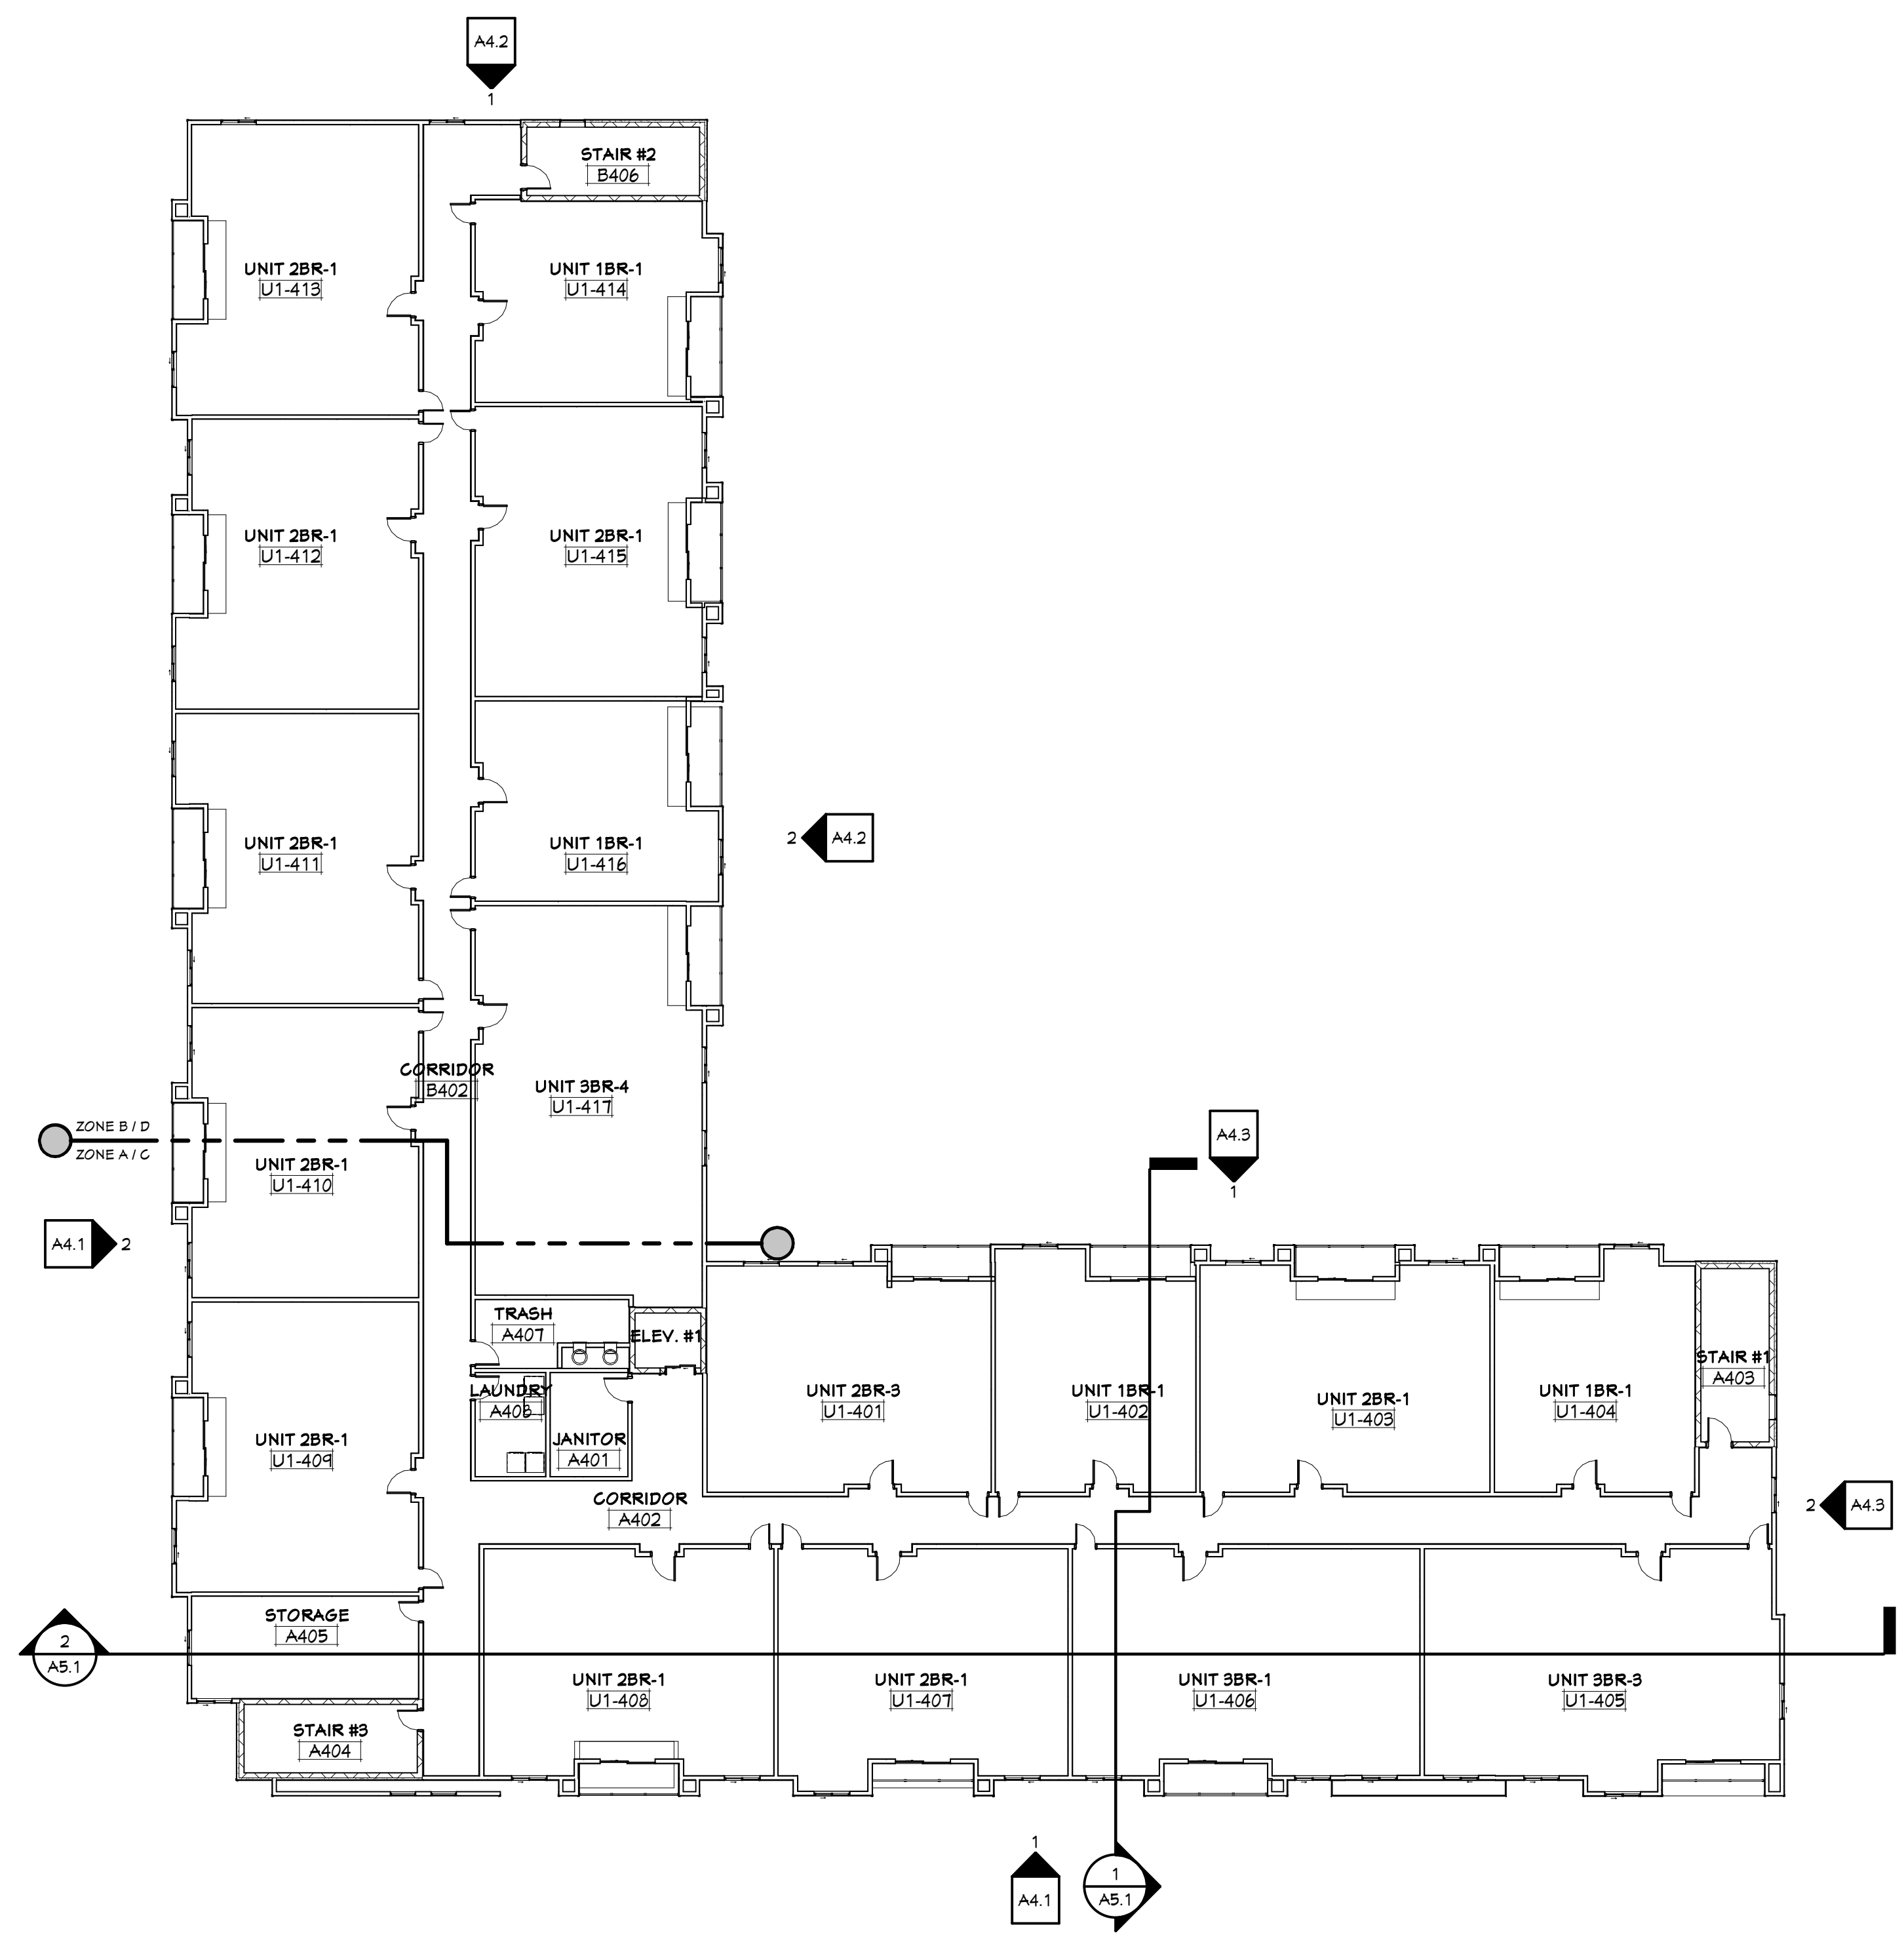 A4.2
1
STAIR #2
B406
UNIT 2BR-1
U1-413
UNIT 1BR-1
U1-414
UNIT 2BR-1
U1-412
UNIT 2BR-1
U1-415
UNIT 2BR-1
U1-411
UNIT 1BR-1
U1-416
2
A4.2
CORRIDOR
B402
UNIT 3BR-4
U1-417
ZONE B / D
ZONE A / C
UNIT 2BR-1
U1-410
A4.3
1
A4.1
2
TRASH
A407
ELEV. #1
LAUNDRY
A408
JANITOR
A401
UNIT 2BR-3
U1-401
UNIT 1BR-1
U1-402
UNIT 2BR-1
U1-403
UNIT 1BR-1
U1-404
STAIR #1
A403
UNIT 2BR-1
U1-409
CORRIDOR
A402
2
A4.3
STORAGE
A405
2
A5.1
UNIT 2BR-1
U1-408
UNIT 2BR-1
U1-407
UNIT 3BR-1
U1-406
UNIT 3BR-3
U1-405
STAIR #3
A404
1
A4.1
1
A5.1